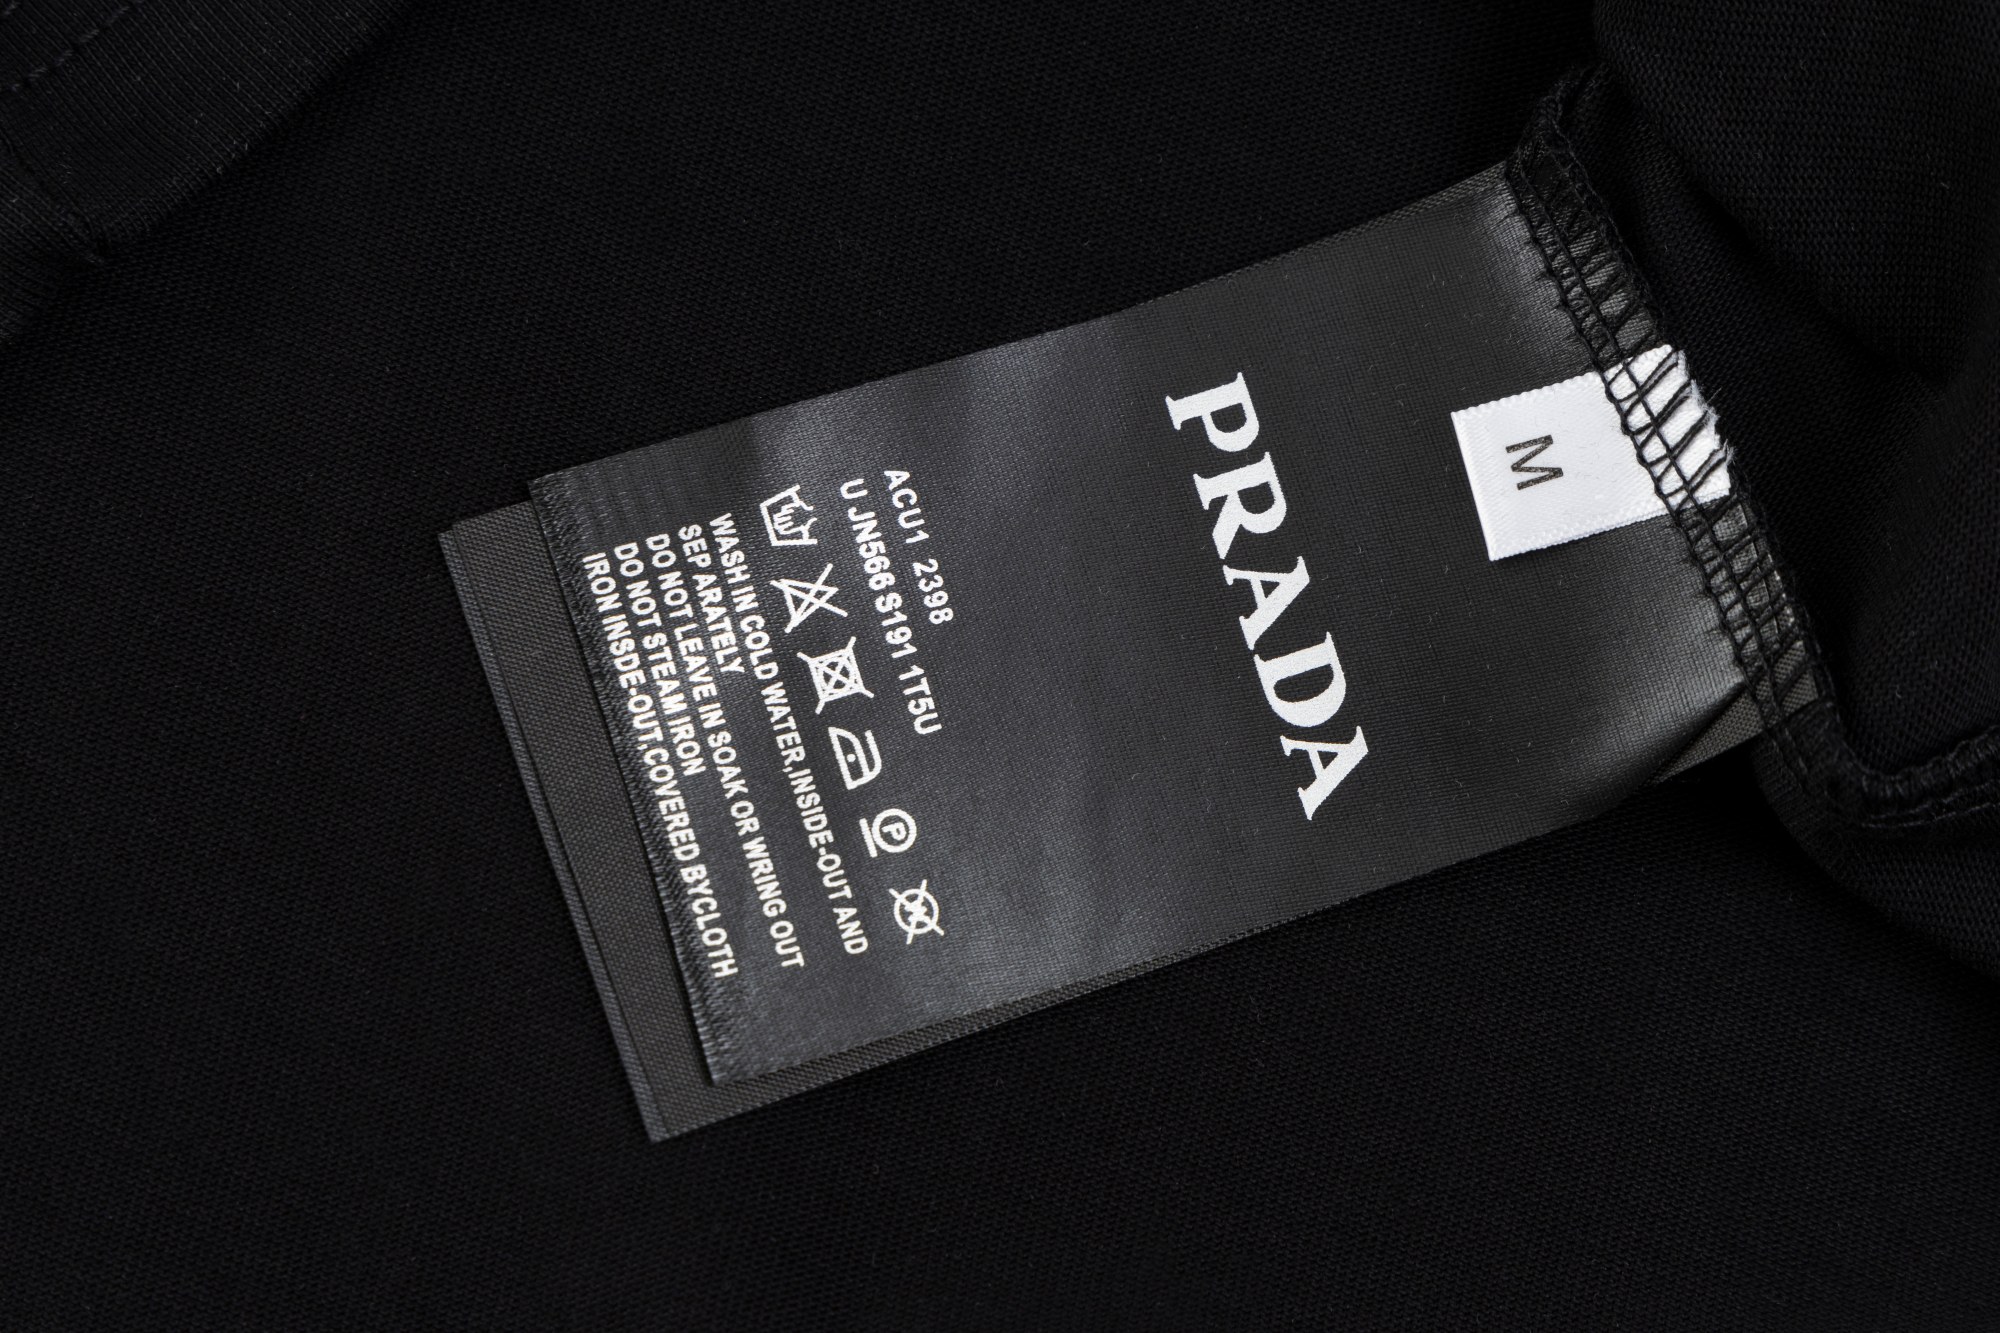 M
PRADA
ACU1 2398
U JN566 S191 1T5U
P
WASH IN COLD WATER,INSIDE-OUT AND
SEP ARATELY
DO NOT LEAVE IN SOAK OR WRING OUT
DO NOT STEAM IRON
IRON INSDE-OUT,COVERED BYCLOTH